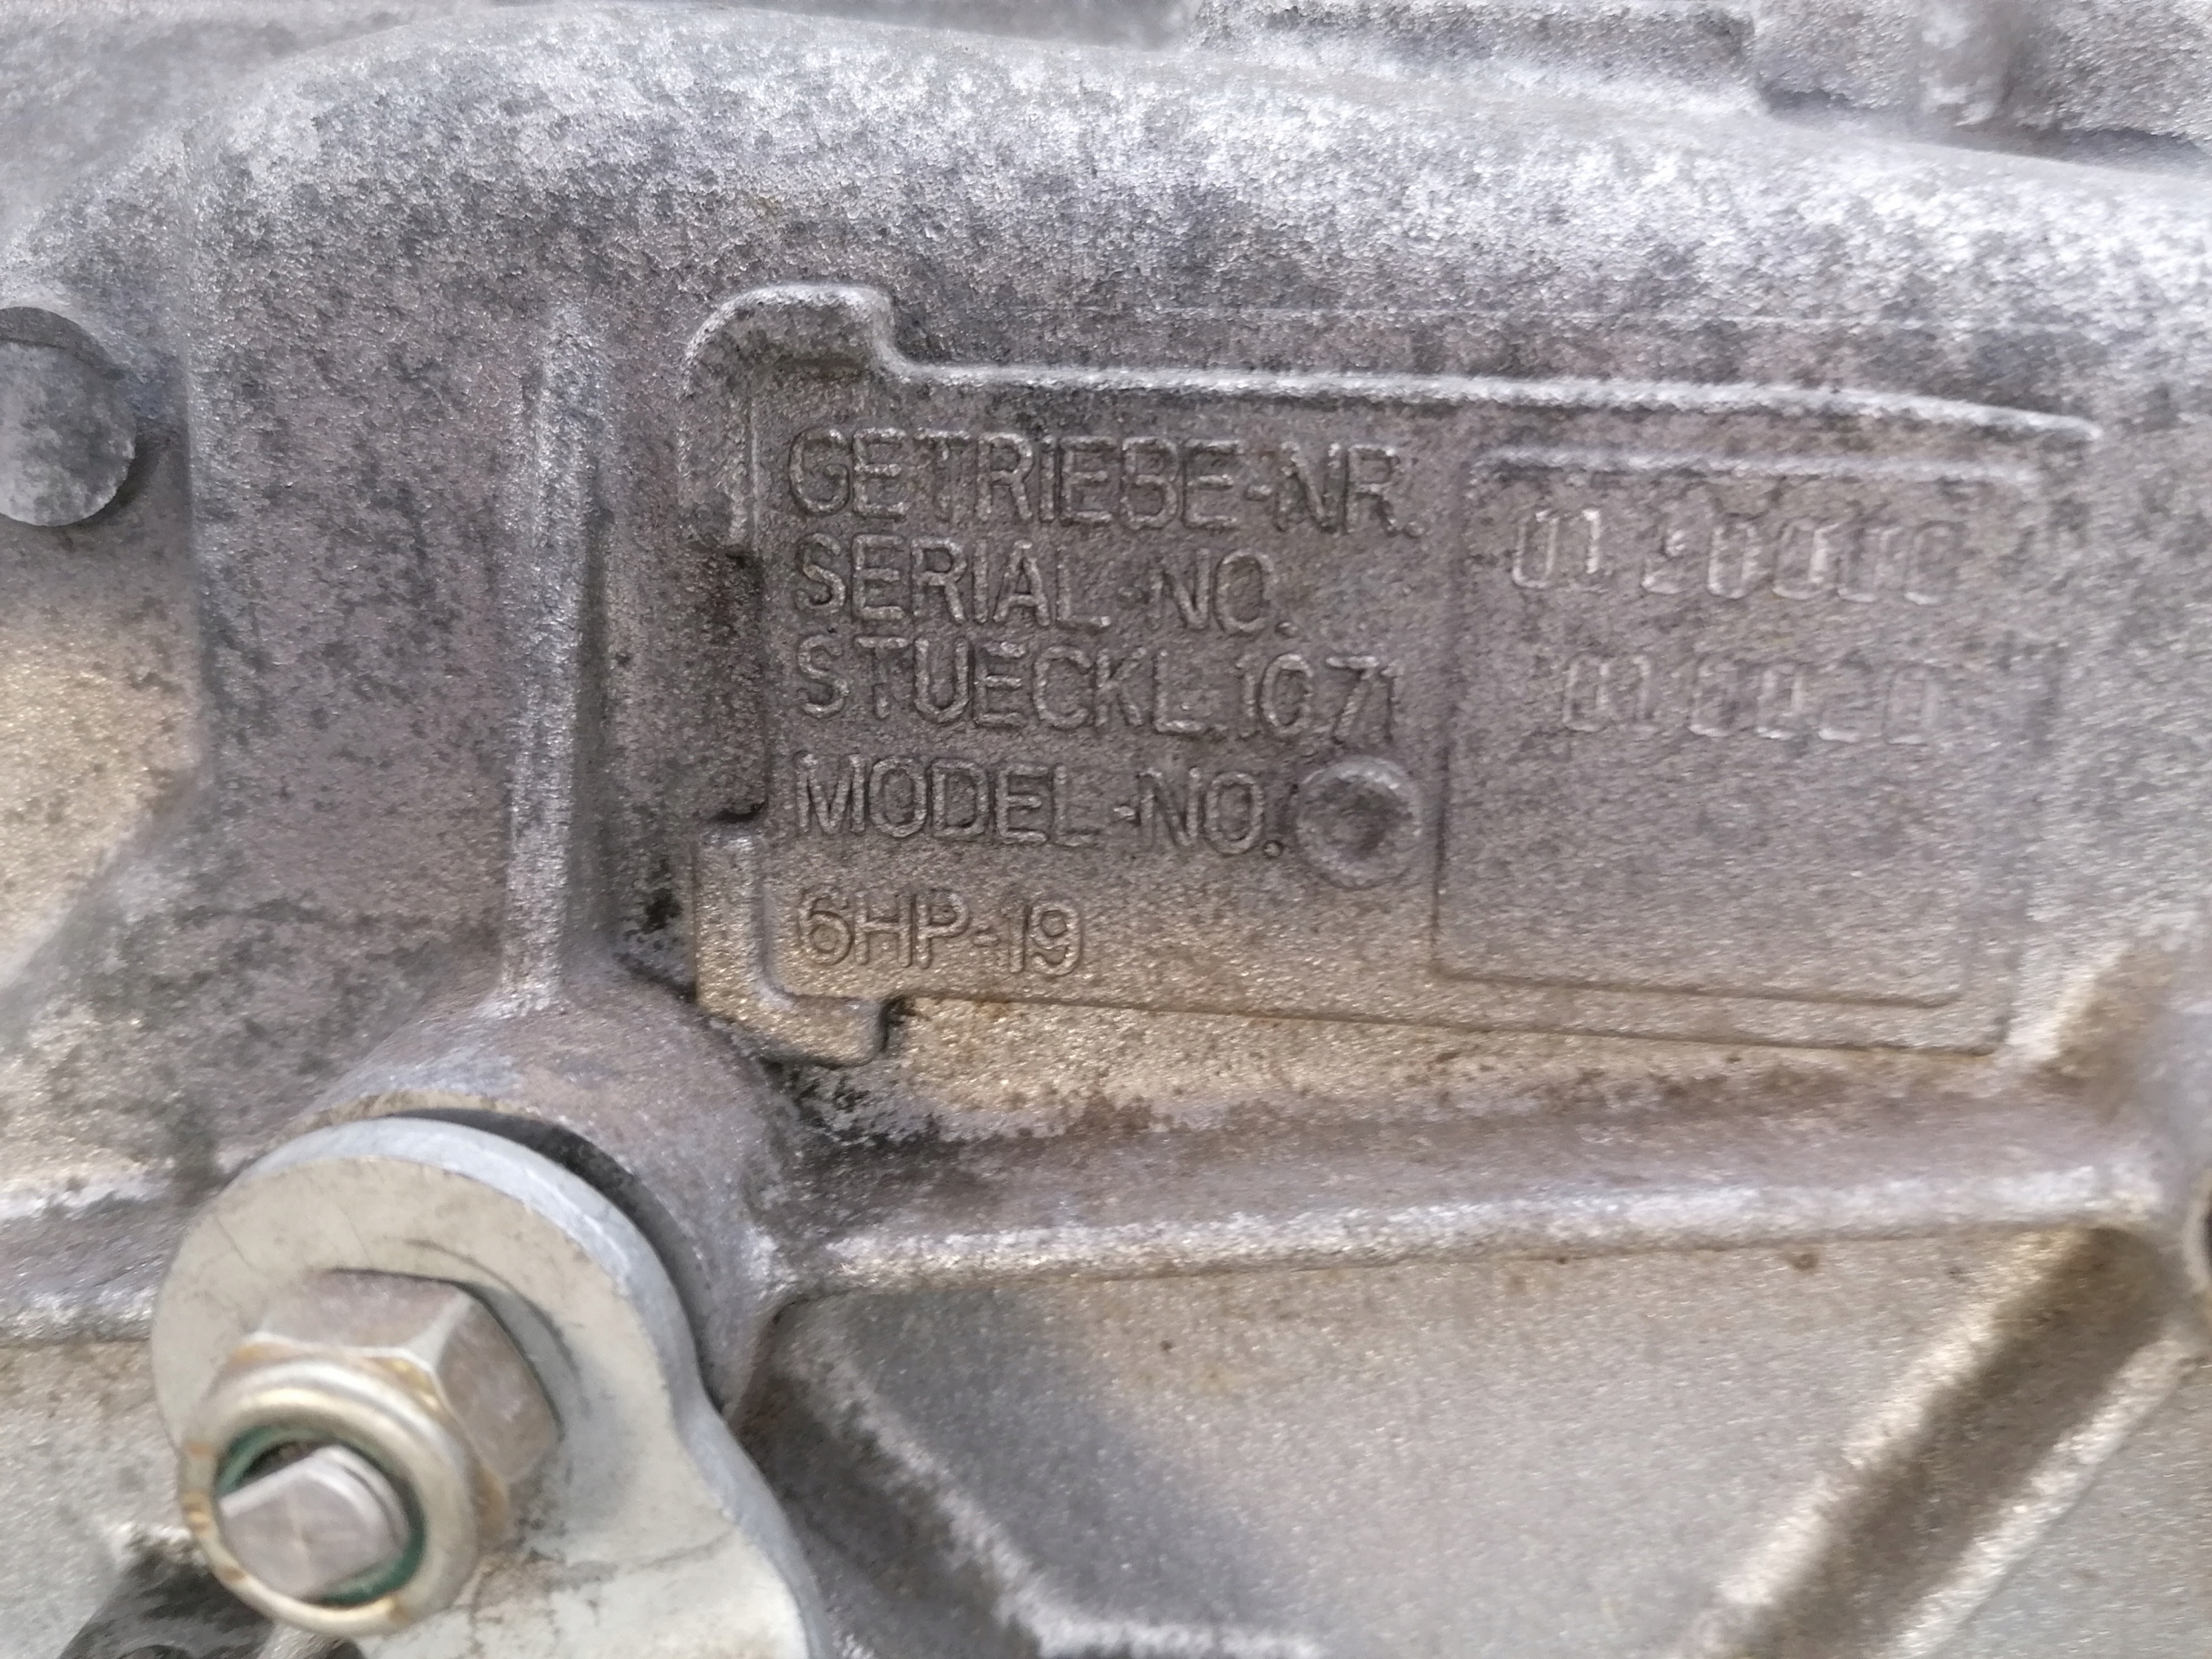 GETRIEBE-NR.
SERIAL-NO.
STUECKL. 1071
MODEL-NO.
6HP-19